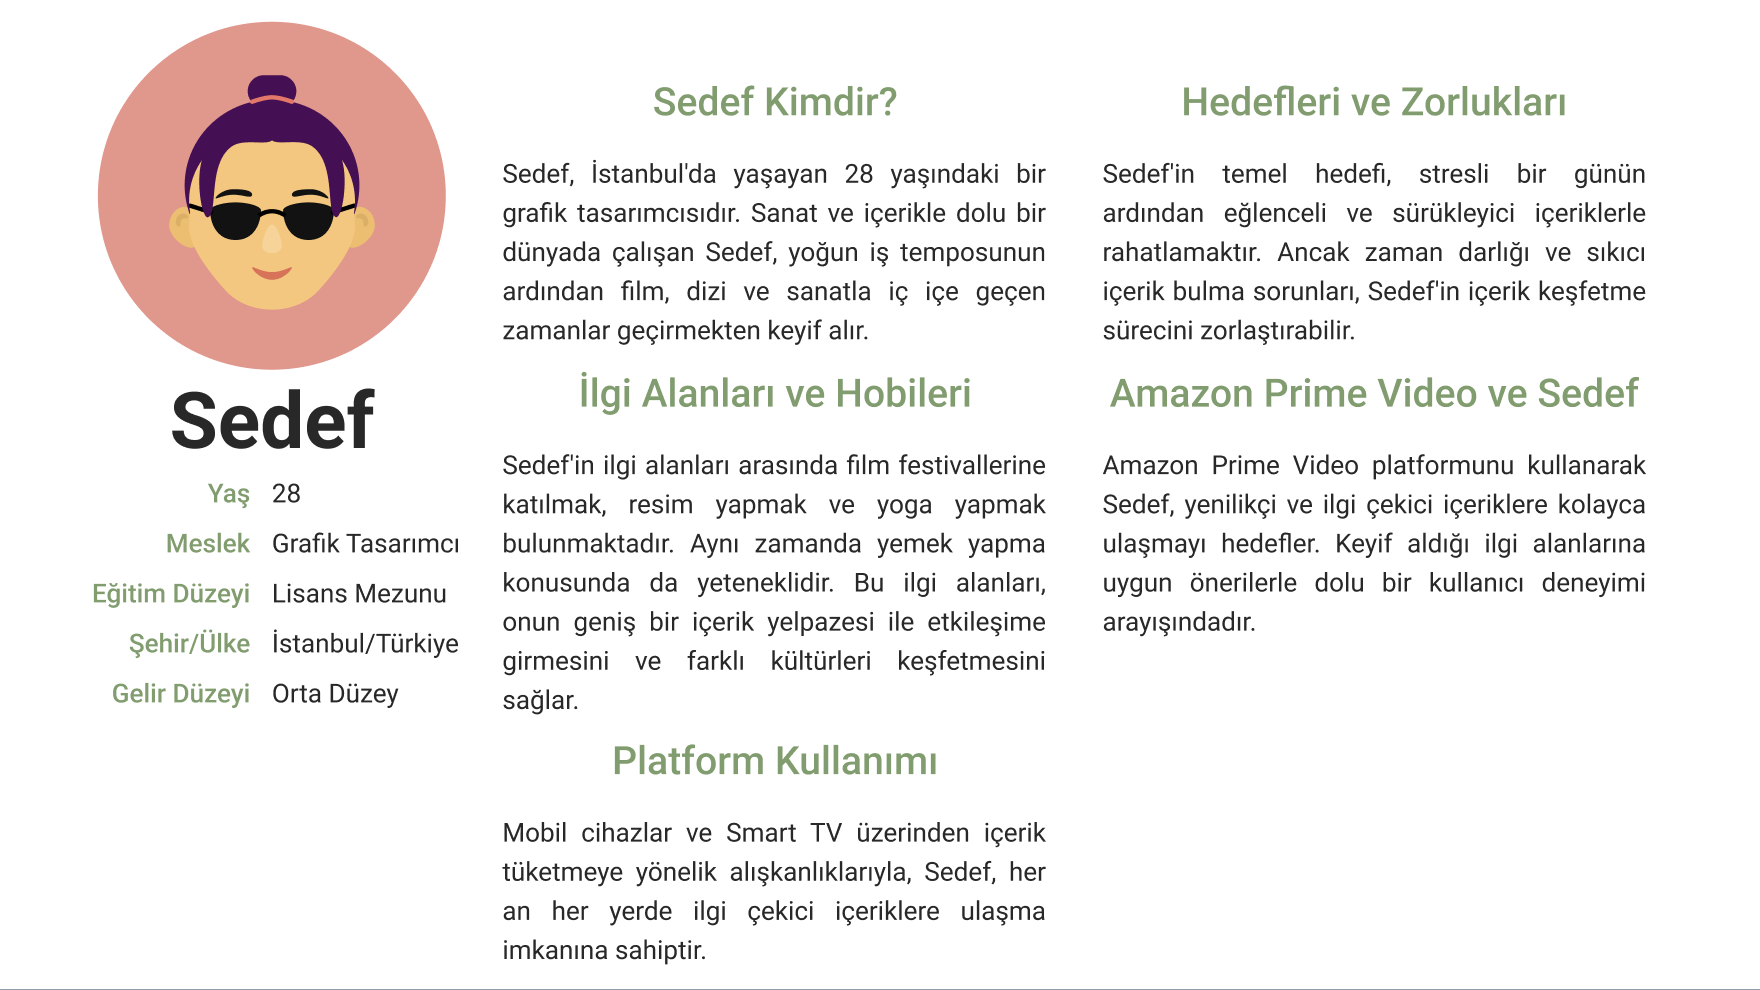 Sedef
Yaş 28
Meslek Grafik Tasarımcı
Eğitim Düzeyi Lisans Mezunu
Şehir/Ülke İstanbul/Türkiye
Gelir Düzeyi Orta Düzey
Sedef Kimdir?
Sedef, İstanbul'da yaşayan 28 yaşındaki bir
grafik tasarımcısıdır. Sanat ve içerikle dolu bir
dünyada çalışan Sedef, yoğun iş temposunun
ardından film, dizi ve sanatla iç içe geçen
zamanlar geçirmekten keyif alır.
İlgi Alanları ve Hobileri
Sedef'in ilgi alanları arasında film festivallerine
katılmak, resim yapmak ve yoga yapmak
bulunmaktadır. Aynı zamanda yemek yapma
konusunda da yeteneklidir. Bu ilgi alanları,
onun geniş bir içerik yelpazesi ile etkileşime
girmesini ve farklı kültürleri keşfetmesini
sağlar.
Platform Kullanımı
Mobil cihazlar ve Smart TV üzerinden içerik
tüketmeye yönelik alışkanlıklarıyla, Sedef, her
an her yerde ilgi çekici içeriklere ulaşma
imkanına sahiptir.
Hedefleri ve Zorlukları
Sedef'in temel hedefi, stresli bir günün
ardından eğlenceli ve sürükleyici içeriklerle
rahatlamaktır. Ancak zaman darlığı ve sıkıcı
içerik bulma sorunları, Sedef'in içerik keşfetme
sürecini zorlaştırabilir.
Amazon Prime Video ve Sedef
Amazon Prime Video platformunu kullanarak
Sedef, yenilikçi ve ilgi çekici içeriklere kolayca
ulaşmayı hedefler. Keyif aldığı ilgi alanlarına
uygun önerilerle dolu bir kullanıcı deneyimi
arayışındadır.